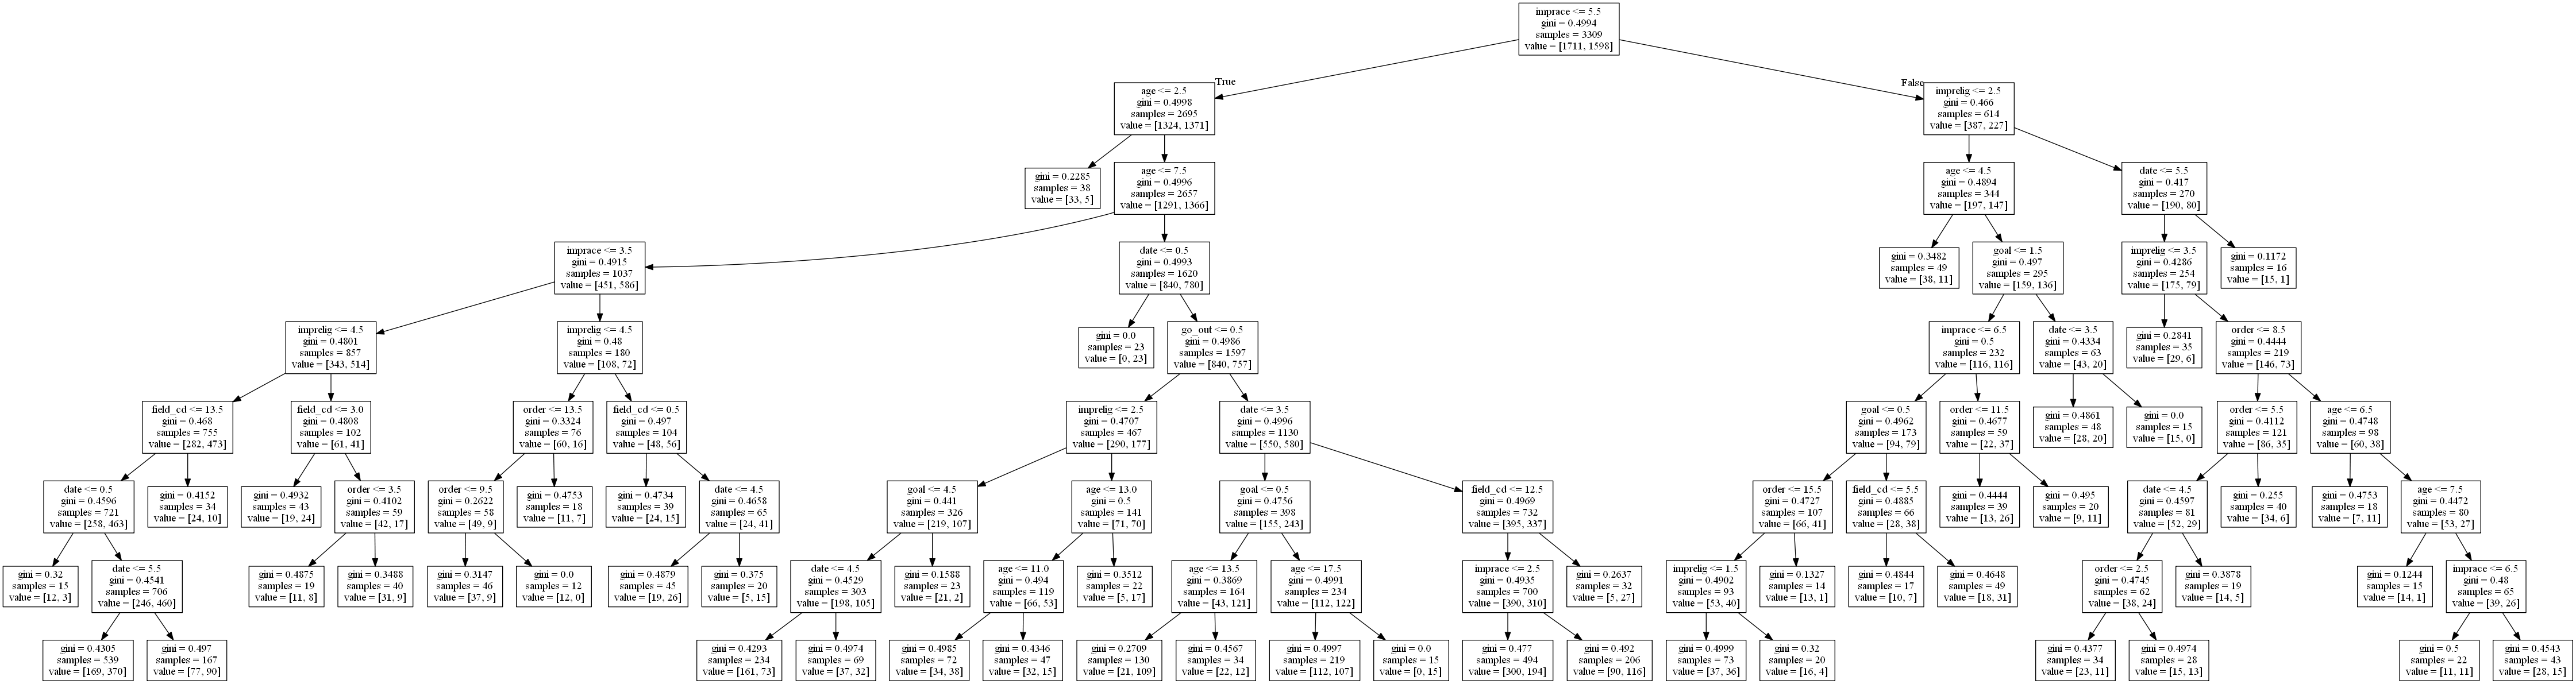 imprace <= 5.5
gini = 0.4994
samples = 3309
value = [1711, 1598]
True
False
age <= 2.5
gini = 0.4998
samples = 2695
value = [1324, 1371]
imprelig <= 2.5
gini = 0.466
samples = 614
value = [387, 227]
gini = 0.2285
samples = 38
value = [33, 5]
age <= 7.5
gini = 0.4996
samples = 2657
value = [1291, 1366]
age <= 4.5
gini = 0.4894
samples = 344
value = [197, 147]
date <= 5.5
gini = 0.417
samples = 270
value = [190, 80]
imprace <= 3.5
gini = 0.4915
samples = 1037
value = [451, 586]
date <= 0.5
gini = 0.4993
samples = 1620
value = [840, 780]
gini = 0.3482
samples = 49
value = [38, 11]
goal <= 1.5
gini = 0.497
samples = 295
value = [159, 136]
imprelig <= 3.5
gini = 0.4286
samples = 254
value = [175, 79]
gini = 0.1172
samples = 16
value = [15, 1]
imprelig <= 4.5
gini = 0.4801
samples = 857
value = [343, 514]
imprelig <= 4.5
gini = 0.48
samples = 180
value = [108, 72]
gini = 0.0
samples = 23
value = [0, 23]
go_out <= 0.5
gini = 0.4986
samples = 1597
value = [840, 757]
imprace <= 6.5
gini = 0.5
samples = 232
value = [116, 116]
date <= 3.5
gini = 0.4334
samples = 63
value = [43, 20]
gini = 0.2841
samples = 35
value = [29, 6]
order <= 8.5
gini = 0.4444
samples = 219
value = [146, 73]
field_cd <= 13.5
gini = 0.468
samples = 755
value = [282, 473]
field_cd <= 3.0
gini = 0.4808
samples = 102
value = [61, 41]
order <= 13.5
gini = 0.3324
samples = 76
value = [60, 16]
field_cd <= 0.5
gini = 0.497
samples = 104
value = [48, 56]
imprelig <= 2.5
gini = 0.4707
samples = 467
value = [290, 177]
date <= 3.5
gini = 0.4996
samples = 1130
value = [550, 580]
goal <= 0.5
gini = 0.4962
samples = 173
value = [94, 79]
order <= 11.5
gini = 0.4677
samples = 59
value = [22, 37]
gini = 0.4861
samples = 48
value = [28, 20]
gini = 0.0
samples = 15
value = [15, 0]
order <= 5.5
gini = 0.4112
samples = 121
value = [86, 35]
age <= 6.5
gini = 0.4748
samples = 98
value = [60, 38]
date <= 0.5
gini = 0.4596
samples = 721
value = [258, 463]
gini = 0.4152
samples = 34
value = [24, 10]
gini = 0.4932
samples = 43
value = [19, 24]
order <= 3.5
gini = 0.4102
samples = 59
value = [42, 17]
order <= 9.5
gini = 0.2622
samples = 58
value = [49, 9]
gini = 0.4753
samples = 18
value = [11, 7]
gini = 0.4734
samples = 39
value = [24, 15]
date <= 4.5
gini = 0.4658
samples = 65
value = [24, 41]
goal <= 4.5
gini = 0.441
samples = 326
value = [219, 107]
age <= 13.0
gini = 0.5
samples = 141
value = [71, 70]
goal <= 0.5
gini = 0.4756
samples = 398
value = [155, 243]
field_cd <= 12.5
gini = 0.4969
samples = 732
value = [395, 337]
order <= 15.5
gini = 0.4727
samples = 107
value = [66, 41]
field_cd <= 5.5
gini = 0.4885
samples = 66
value = [28, 38]
gini = 0.4444
samples = 39
value = [13, 26]
gini = 0.495
samples = 20
value = [9, 11]
date <= 4.5
gini = 0.4597
samples = 81
value = [52, 29]
gini = 0.255
samples = 40
value = [34, 6]
gini = 0.4753
samples = 18
value = [7, 11]
age <= 7.5
gini = 0.4472
samples = 80
value = [53, 27]
gini = 0.32
samples = 15
value = [12, 3]
date <= 5.5
gini = 0.4541
samples = 706
value = [246, 460]
gini = 0.4875
samples = 19
value = [11, 8]
gini = 0.3488
samples = 40
value = [31, 9]
gini = 0.3147
samples = 46
value = [37, 9]
gini = 0.0
samples = 12
value = [12, 0]
gini = 0.4879
samples = 45
value = [19, 26]
gini = 0.375
samples = 20
value = [5, 15]
date <= 4.5
gini = 0.4529
samples = 303
value = [198, 105]
gini = 0.1588
samples = 23
value = [21, 2]
age <= 11.0
gini = 0.494
samples = 119
value = [66, 53]
gini = 0.3512
samples = 22
value = [5, 17]
age <= 13.5
gini = 0.3869
samples = 164
value = [43, 121]
age <= 17.5
gini = 0.4991
samples = 234
value = [112, 122]
imprace <= 2.5
gini = 0.4935
samples = 700
value = [390, 310]
gini = 0.2637
samples = 32
value = [5, 27]
imprelig <= 1.5
gini = 0.4902
samples = 93
value = [53, 40]
gini = 0.1327
samples = 14
value = [13, 1]
gini = 0.4844
samples = 17
value = [10, 7]
gini = 0.4648
samples = 49
value = [18, 31]
order <= 2.5
gini = 0.4745
samples = 62
value = [38, 24]
gini = 0.3878
samples = 19
value = [14, 5]
gini = 0.1244
samples = 15
value = [14, 1]
imprace <= 6.5
gini = 0.48
samples = 65
value = [39, 26]
gini = 0.4305
samples = 539
value = [169, 370]
gini = 0.497
samples = 167
value = [77, 90]
gini = 0.4293
samples = 234
value = [161, 73]
gini = 0.4974
samples = 69
value = [37, 32]
gini = 0.4985
samples = 72
value = [34, 38]
gini = 0.4346
samples = 47
value = [32, 15]
gini = 0.2709
samples = 130
value = [21, 109]
gini = 0.4567
samples = 34
value = [22, 12]
gini = 0.4997
samples = 219
value = [112, 107]
gini = 0.0
samples = 15
value = [0, 15]
gini = 0.477
samples = 494
value = [300, 194]
gini = 0.492
samples = 206
value = [90, 116]
gini = 0.4999
samples = 73
value = [37, 36]
gini = 0.32
samples = 20
value = [16, 4]
gini = 0.4377
samples = 34
value = [23, 11]
gini = 0.4974
samples = 28
value = [15, 13]
gini = 0.5
samples = 22
value = [11, 11]
gini = 0.4543
samples = 43
value = [28, 15]